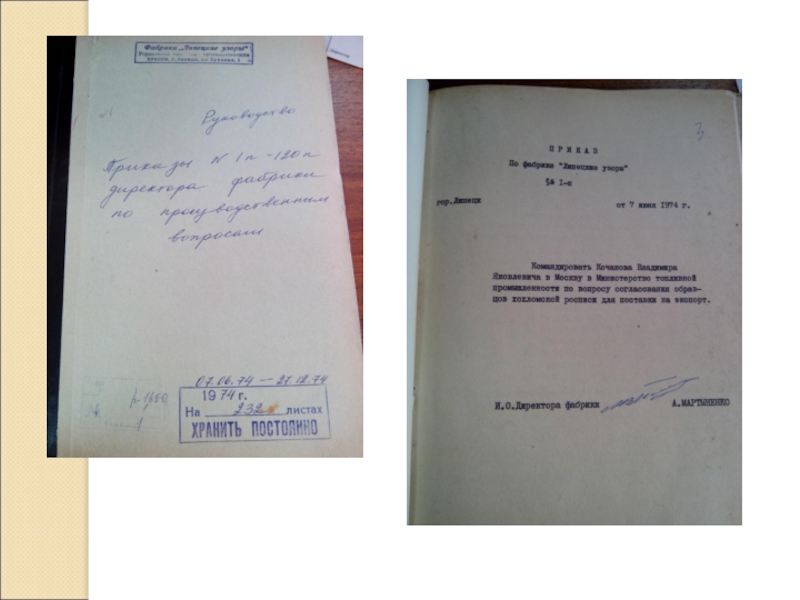 Фабрика „Липецкие узоры"
Руководство
Приказы № 1п - 120п
директора фабрики
по производственным
вопросам
07.06.74 — 27.12.74
1974 г.
На 232 листах
ХРАНИТЬ ПОСТОЯННО
3
ПРИКАЗ
По фабрике "Липецкие узоры"
§№ I-п
гор.Липецк
от 7 июня 1974 г.
Командировать Кочанова Владимира
Яковлевича в Москву в Министерство топливной
промышленности по вопросу согласования образ-
цов хохломской росписи для поставки на экспорт.
И.О.Директора фабрики
А.МАРТЫНЕНКО